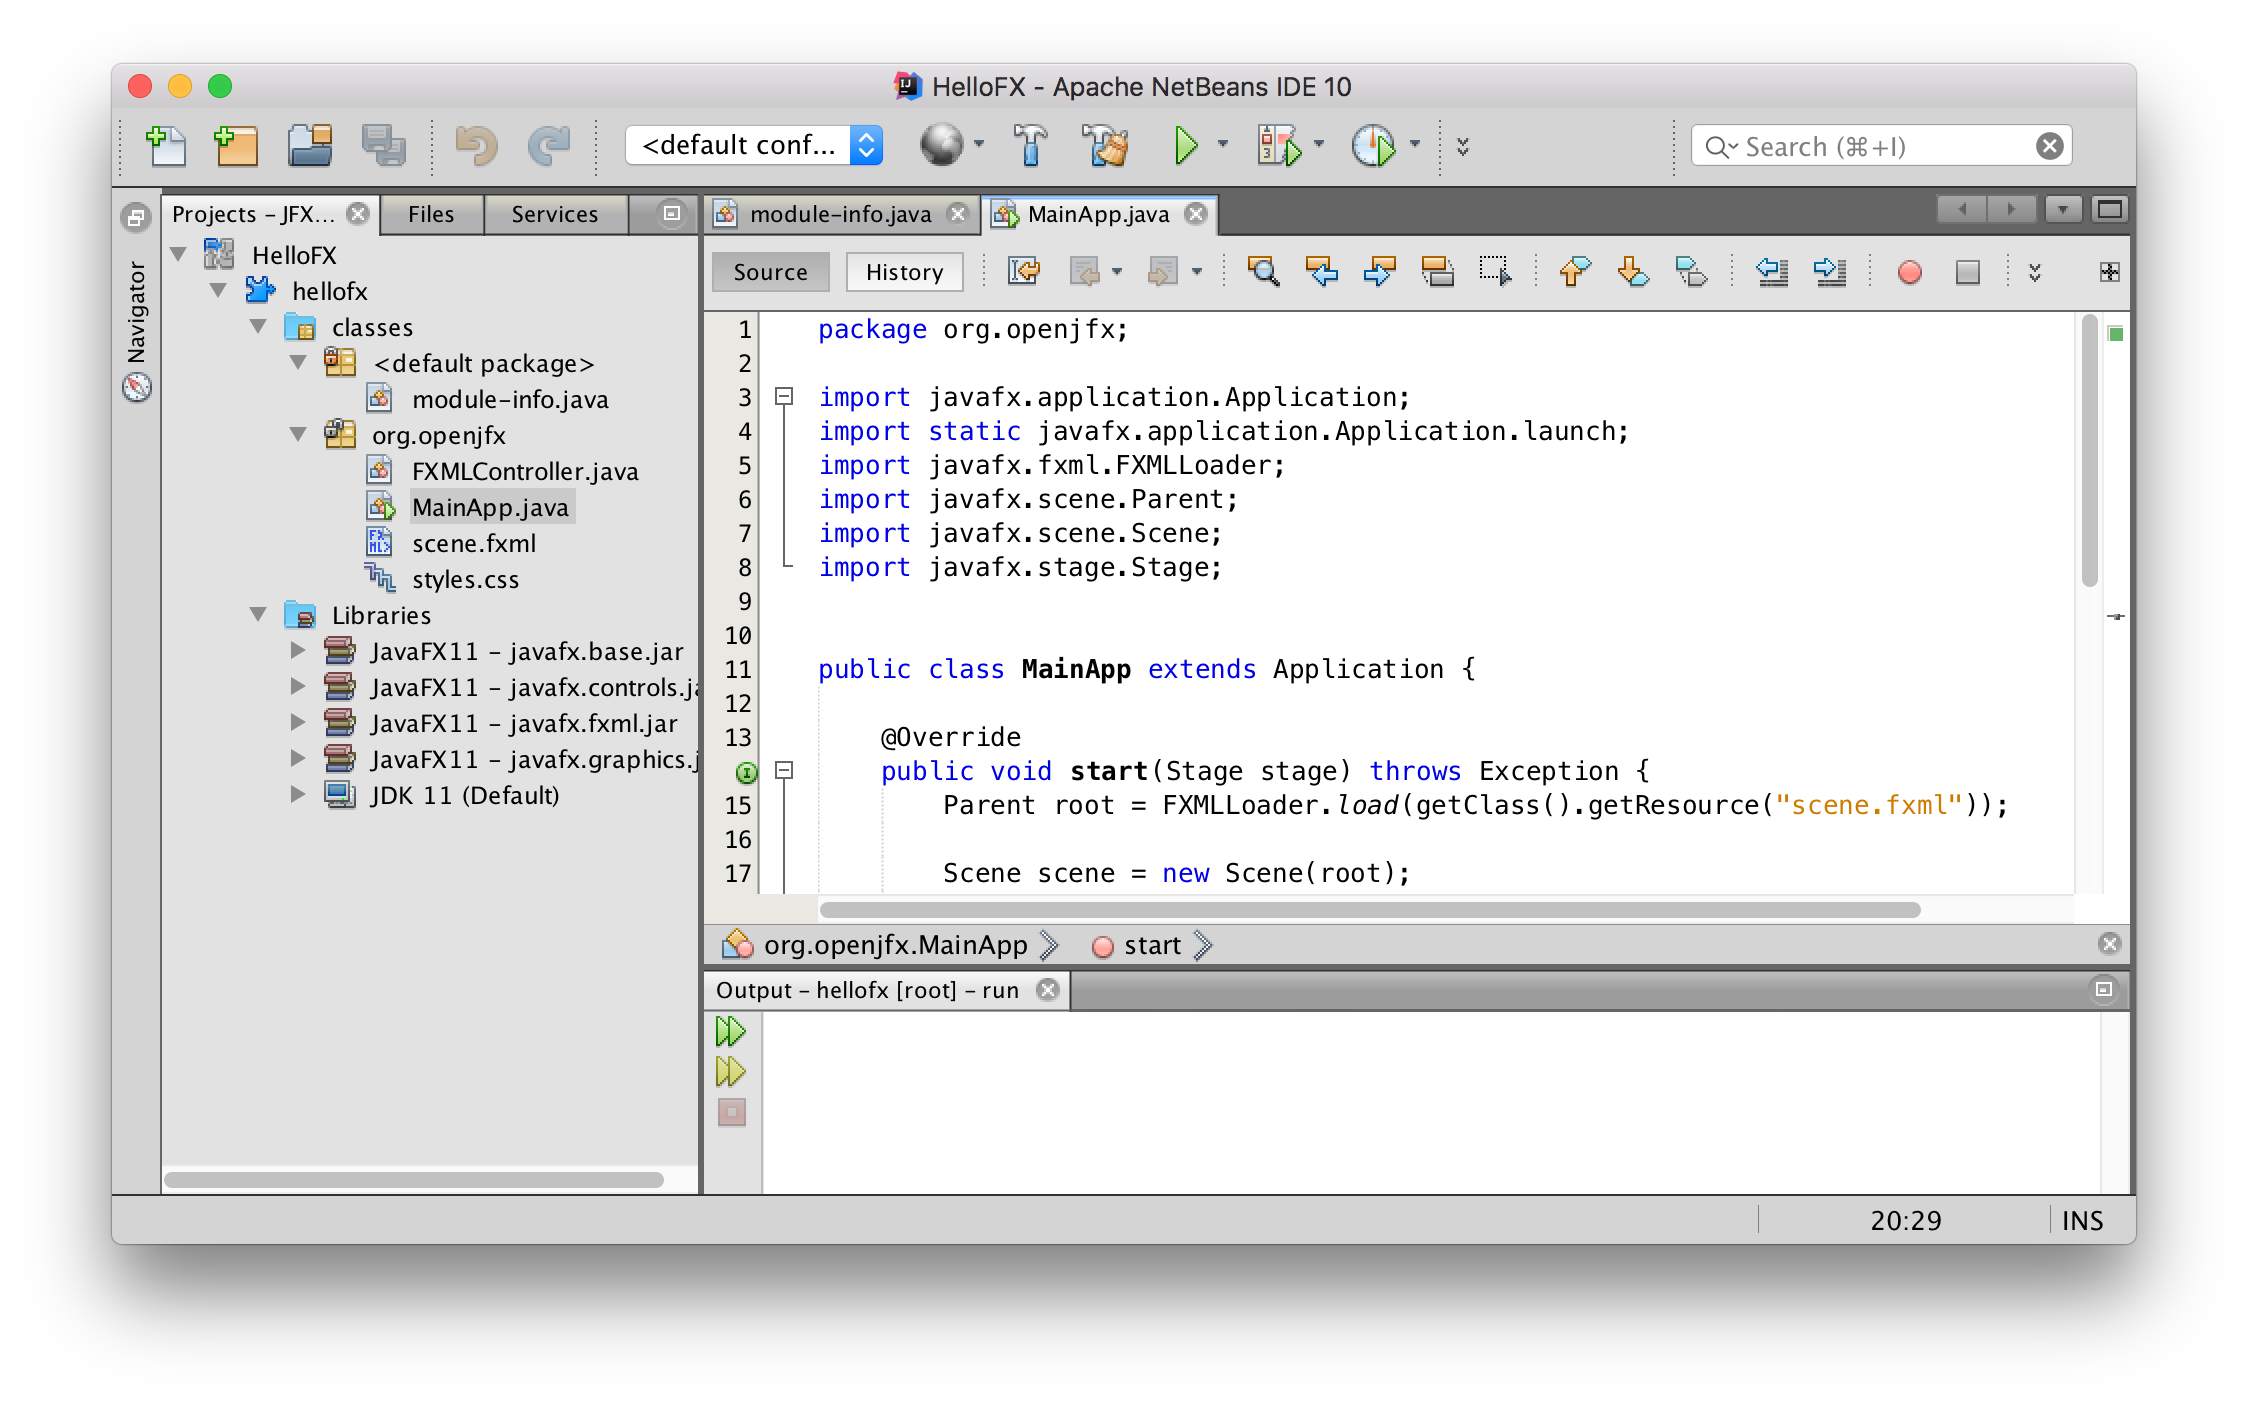 HelloFX - Apache NetBeans IDE 10
<default conf...
Search (⌘+I)
Projects – JFX...
Files
Services
Navigator
HelloFX
hellofx
classes
<default package>
module-info.java
org.openjfx
FXMLController.java
MainApp.java
scene.fxml
styles.css
Libraries
JavaFX11 – javafx.base.jar
JavaFX11 – javafx.controls.ja
JavaFX11 – javafx.fxml.jar
JavaFX11 – javafx.graphics.j
JDK 11 (Default)
module-info.java
MainApp.java
Source
History
1 package org.openjfx;
2
3 import javafx.application.Application;
4 import static javafx.application.Application.launch;
5 import javafx.fxml.FXMLLoader;
6 import javafx.scene.Parent;
7 import javafx.scene.Scene;
8 import javafx.stage.Stage;
9
10
11 public class MainApp extends Application {
12
13 @Override
public void start(Stage stage) throws Exception {
15 Parent root = FXMLLoader.load(getClass().getResource("scene.fxml"));
16
17 Scene scene = new Scene(root);
org.openjfx.MainApp
start
Output – hellofx [root] – run
20:29
INS